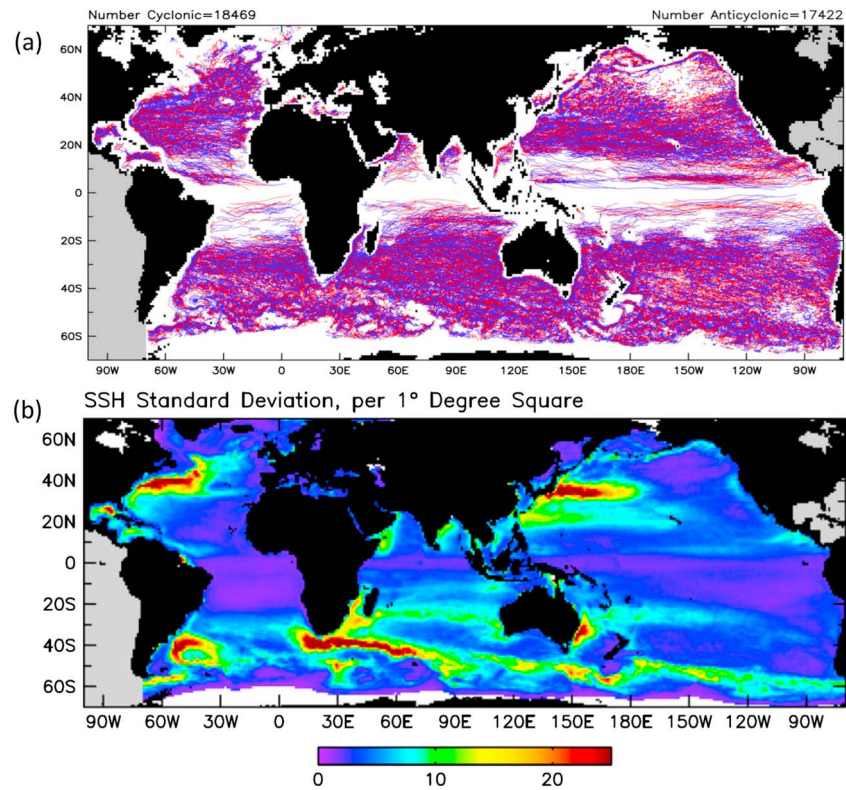 Number Cyclonic=18469 Number Anticyclonic=17422
(a)
60N
40N
20N
0
20S
40S
60S
90W 60W 30W 0 30E 60E 90E 120E 150E 180E 150W 120W 90W
(b)
SSH Standard Deviation, per 1° Degree Square
60N
40N
20N
0
20S
40S
60S
90W 60W 30W 0 30E 60E 90E 120E 150E 180E 150W 120W 90W
0 10 20